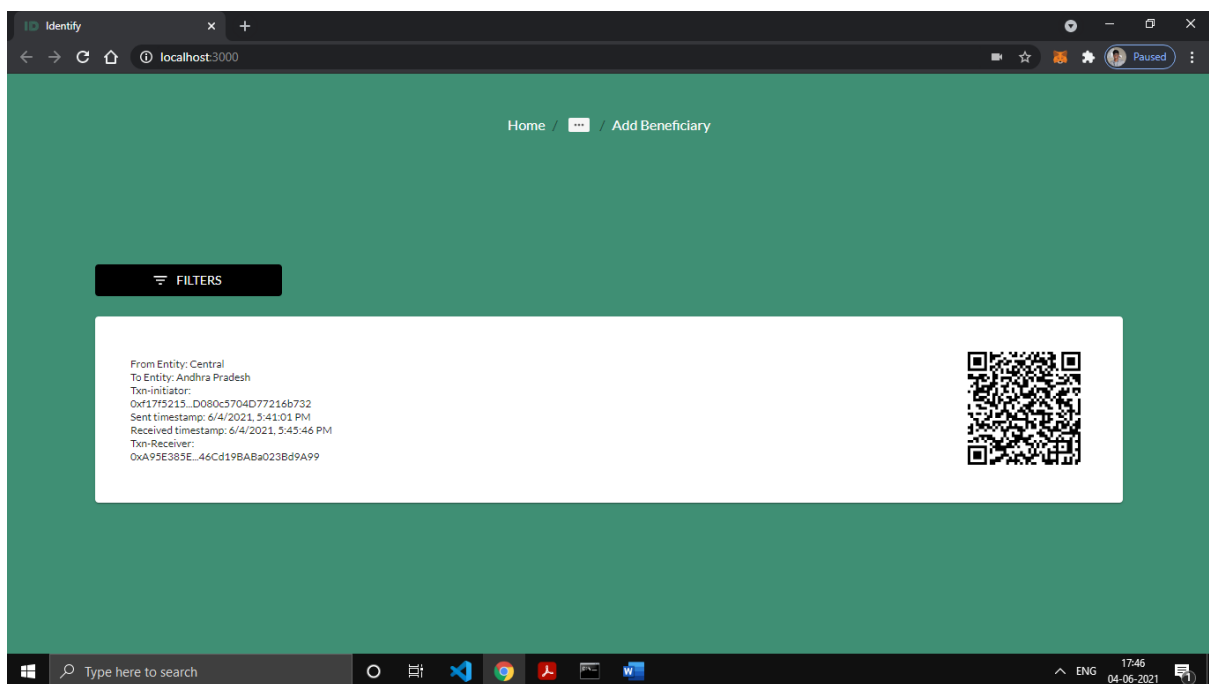 ID Identify
localhost:3000
Paused
Home / ... / Add Beneficiary
FILTERS
From Entity: Central
To Entity: Andhra Pradesh
Txn-initiator:
0xf17f5215...D080c5704D77216b732
Sent timestamp: 6/4/2021, 5:41:01 PM
Received timestamp: 6/4/2021, 5:45:46 PM
Txn-Receiver:
0xA95E385E...46Cd19BABa023Bd9A99
Type here to search
ENG
17:46
04-06-2021
1